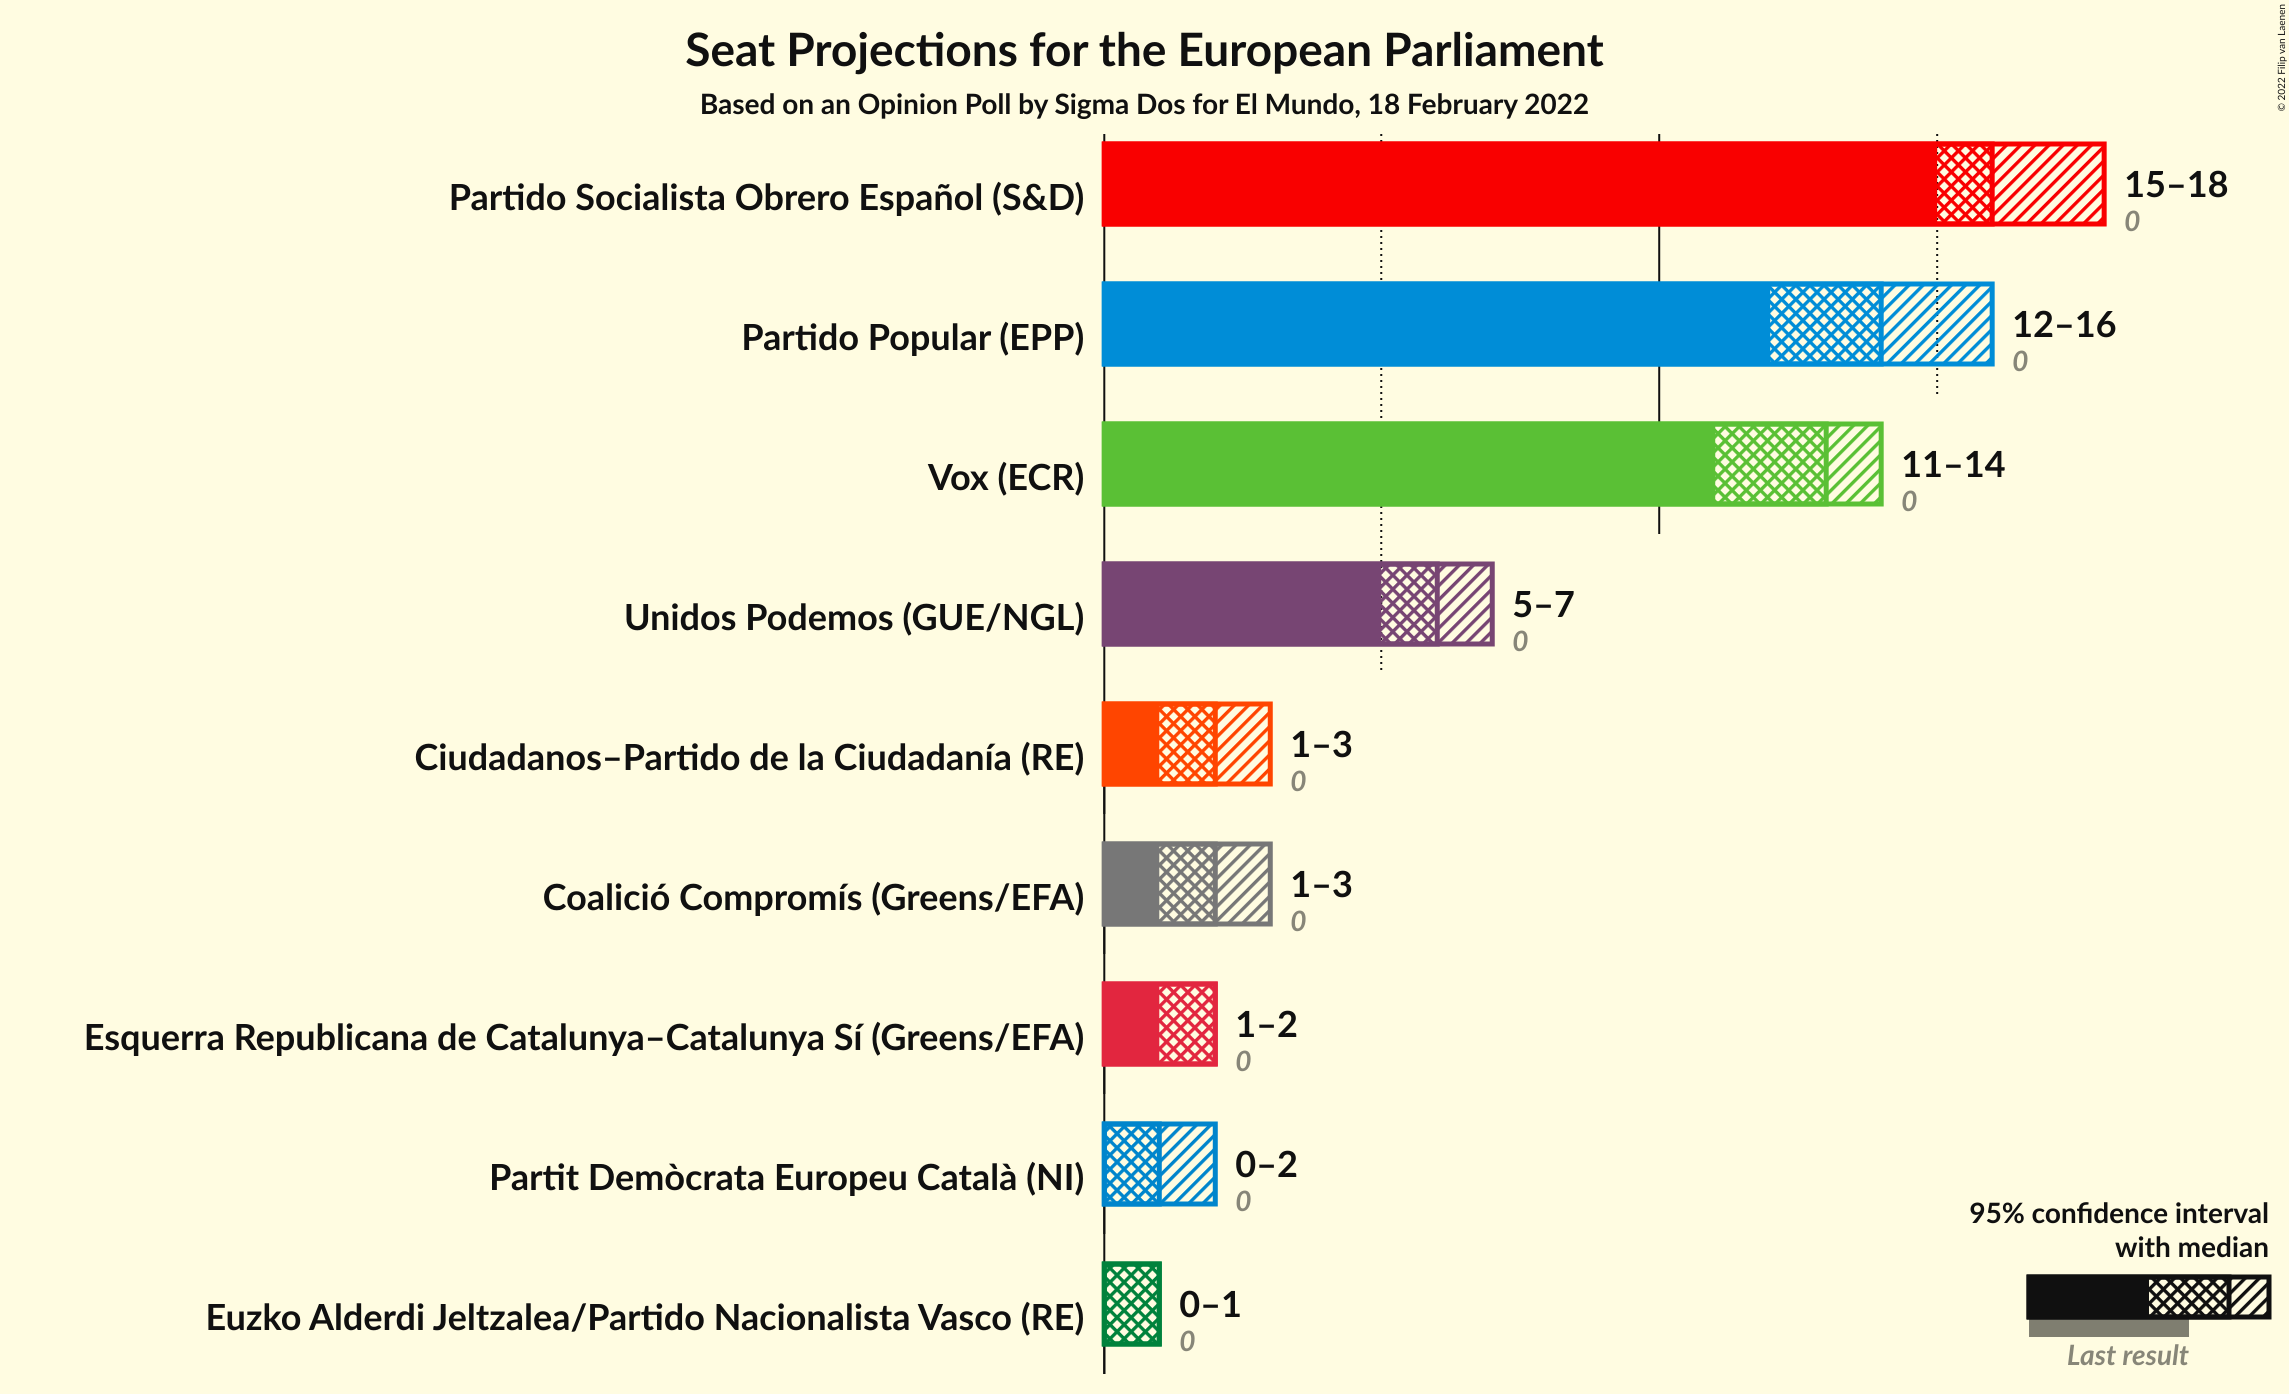 Seat Projections for the European Parliament
Based on an Opinion Poll by Sigma Dos for El Mundo, 18 February 2022
© 2022 Filip van Laenen
Partido Socialista Obrero Español (S&D)
15–18
0
Partido Popular (EPP)
12–16
0
Vox (ECR)
11–14
0
Unidos Podemos (GUE/NGL)
5–7
0
Ciudadanos–Partido de la Ciudadanía (RE)
1–3
0
Coalició Compromís (Greens/EFA)
1–3
0
Esquerra Republicana de Catalunya–Catalunya Sí (Greens/EFA)
1–2
0
Partit Demòcrata Europeu Català (NI)
0–2
0
Euzko Alderdi Jeltzalea/Partido Nacionalista Vasco (RE)
0–1
0
95% confidence interval
with median
Last result